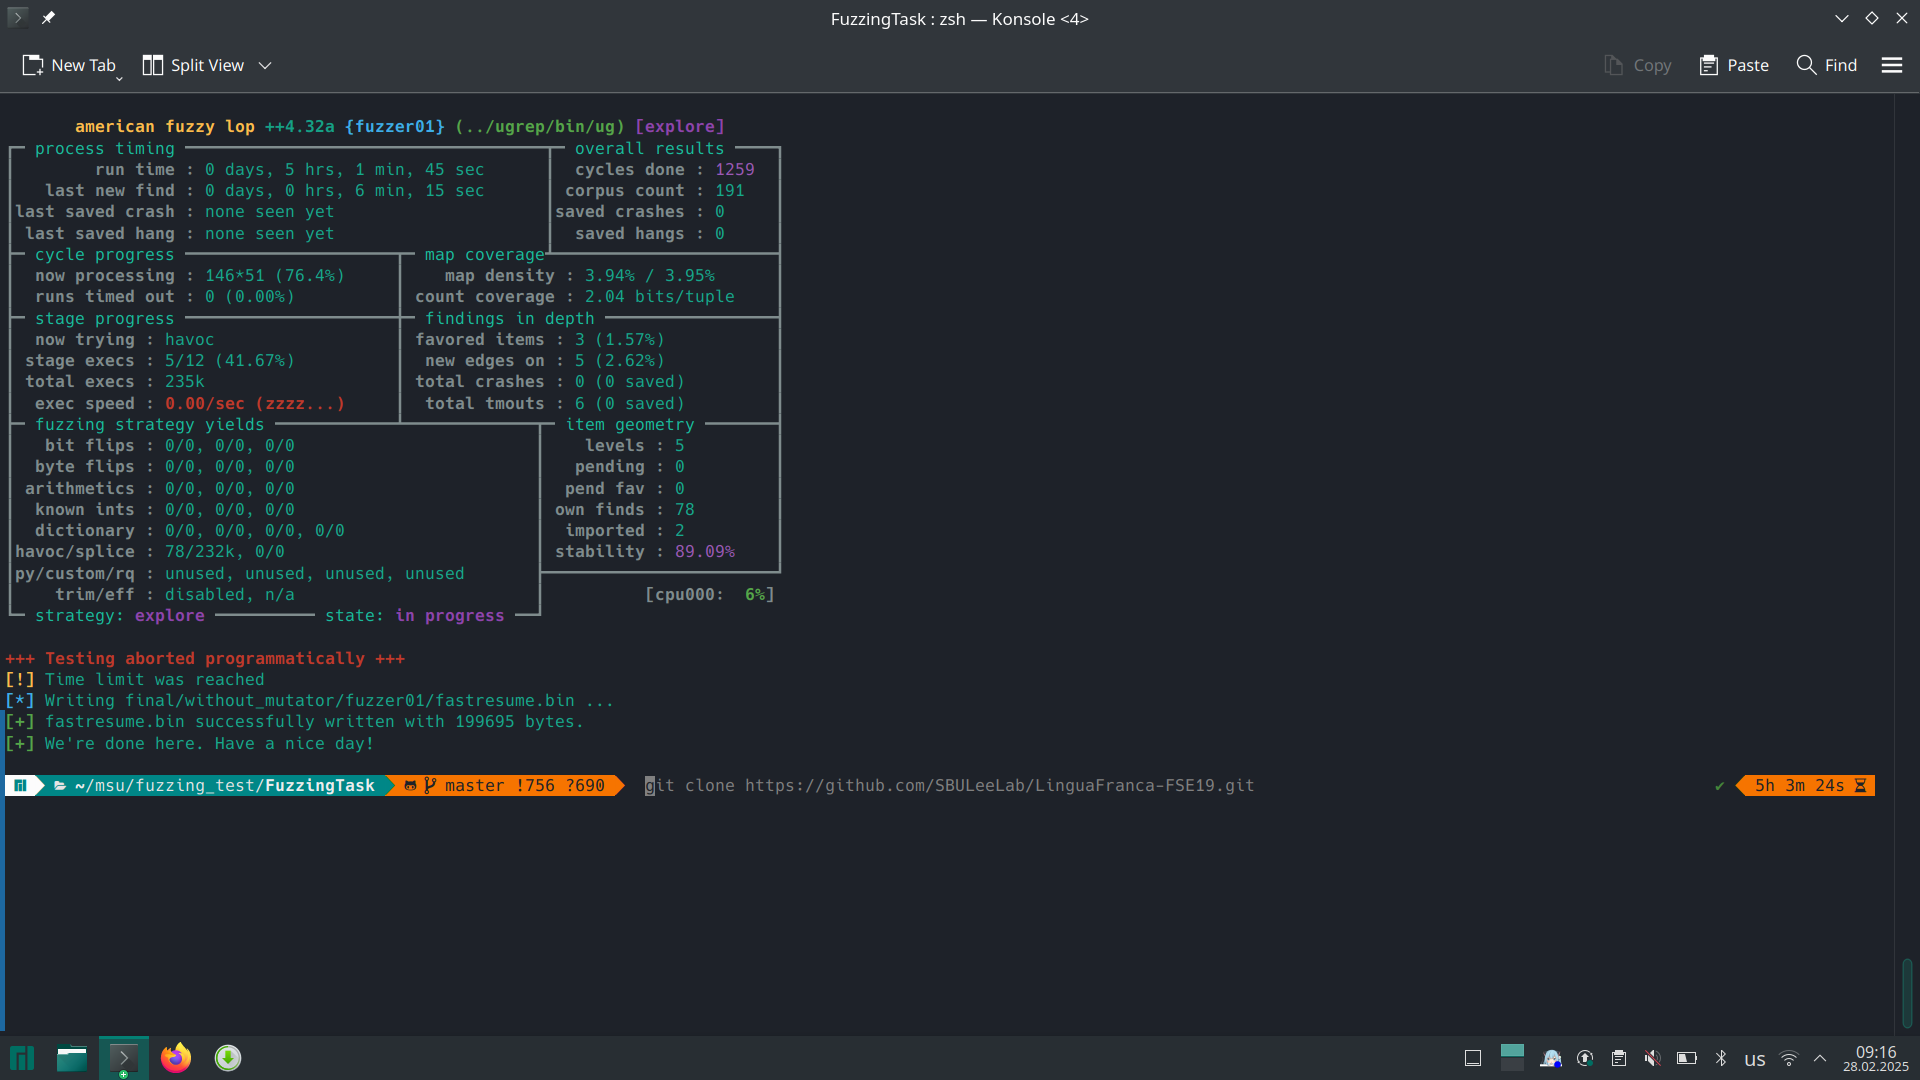 FuzzingTask : zsh — Konsole <4>
New Tab Split View Copy Paste Find
american fuzzy lop ++4.32a {fuzzer01} (../ugrep/bin/ug) [explore]
process timing overall results
run time : 0 days, 5 hrs, 1 min, 45 sec cycles done : 1259
last new find : 0 days, 0 hrs, 6 min, 15 sec corpus count : 191
last saved crash : none seen yet saved crashes : 0
last saved hang : none seen yet saved hangs : 0
cycle progress map coverage
now processing : 146*51 (76.4%) map density : 3.94% / 3.95%
runs timed out : 0 (0.00%) count coverage : 2.04 bits/tuple
stage progress findings in depth
now trying : havoc favored items : 3 (1.57%)
stage execs : 5/12 (41.67%) new edges on : 5 (2.62%)
total execs : 235k total crashes : 0 (0 saved)
exec speed : 0.00/sec (zzzz...) total tmouts : 6 (0 saved)
fuzzing strategy yields item geometry
bit flips : 0/0, 0/0, 0/0 levels : 5
byte flips : 0/0, 0/0, 0/0 pending : 0
arithmetics : 0/0, 0/0, 0/0 pend fav : 0
known ints : 0/0, 0/0, 0/0 own finds : 78
dictionary : 0/0, 0/0, 0/0, 0/0 imported : 2
havoc/splice : 78/232k, 0/0 stability : 89.09%
py/custom/rq : unused, unused, unused, unused
trim/eff : disabled, n/a [cpu000: 6%]
strategy: explore state: in progress
+++ Testing aborted programmatically +++
[!] Time limit was reached
[*] Writing final/without_mutator/fuzzer01/fastresume.bin ...
[+] fastresume.bin successfully written with 199695 bytes.
[+] We're done here. Have a nice day!
~/msu/fuzzing_test/FuzzingTask master !756 ?690 git clone https://github.com/SBULeeLab/LinguaFranca-FSE19.git ✔ 5h 3m 24s
us 09:16
28.02.2025